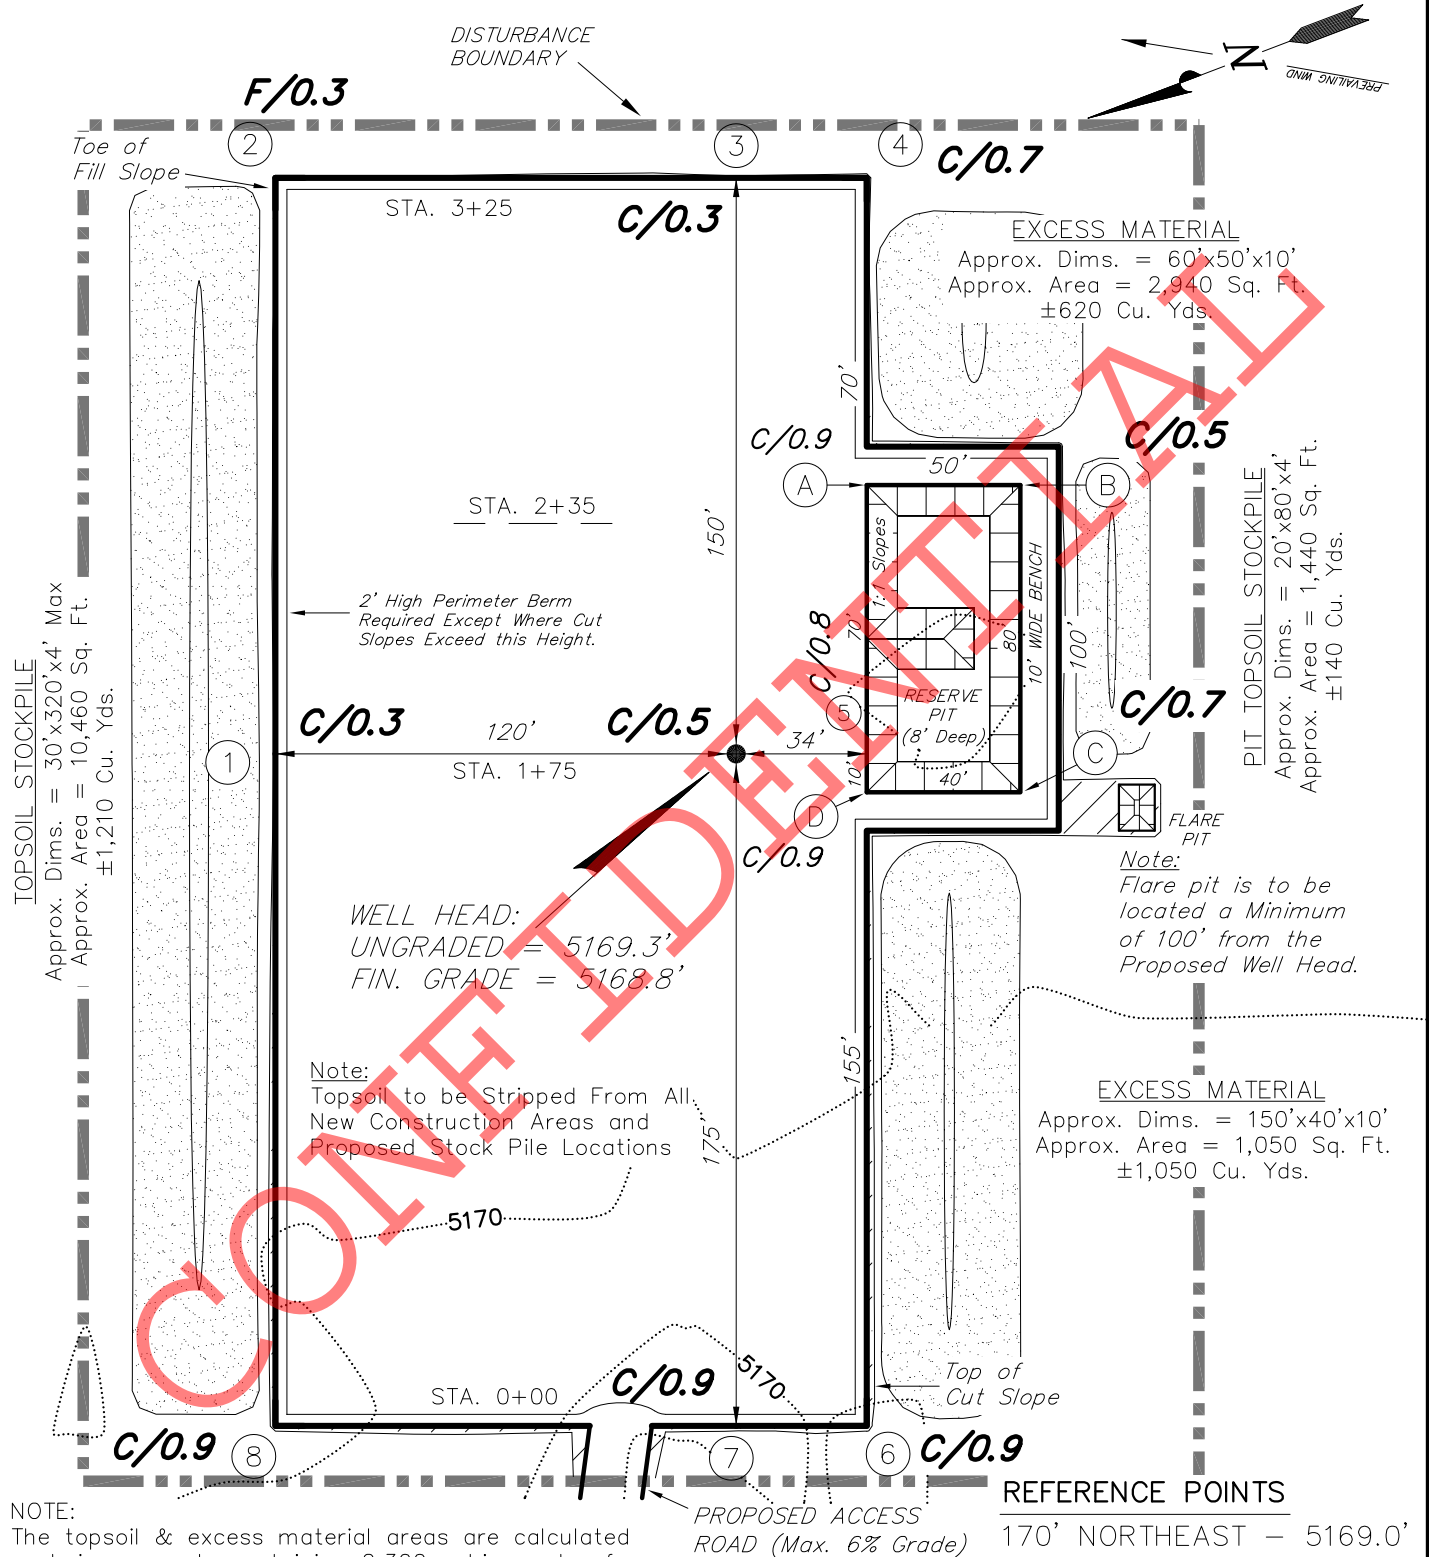 DISTURBANCE
BOUNDARY
N
PREVAILING WIND
F/0.3
2
3
4
C/0.7
Toe of
Fill Slope
STA. 3+25
C/0.3
EXCESS MATERIAL
Approx. Dims. = 60'x50'x10'
Approx. Area = 2,940 Sq. Ft.
±620 Cu. Yds.
70'
C/0.9
C/0.5
50'
A
B
STA. 2+35
150'
1:1 Slopes
70'
80'
10' WIDE BENCH
100'
PIT TOPSOIL STOCKPILE
Approx. Dims. = 20'x80'x4'
Approx. Area = 1,440 Sq. Ft.
±140 Cu. Yds.
2' High Perimeter Berm
Required Except Where Cut
Slopes Exceed this Height.
TOPSOIL STOCKPILE
Approx. Dims. = 30'x320'x4' Max
Approx. Area = 10,460 Sq. Ft.
±1,210 Cu. Yds.
C/0.8
5
RESERVE
PIT
(8' Deep)
C/0.7
C/0.3
120'
C/0.5
34'
1
STA. 1+75
10'
40'
C
D
C/0.9
FLARE
PIT
Note:
Flare pit is to be
located a Minimum
of 100' from the
Proposed Well Head.
WELL HEAD:
UNGRADED = 5169.3'
FIN. GRADE = 5168.8'
Note:
Topsoil to be Stripped From All
New Construction Areas and
Proposed Stock Pile Locations
175'
155'
EXCESS MATERIAL
Approx. Dims. = 150'x40'x10'
Approx. Area = 1,050 Sq. Ft.
±1,050 Cu. Yds.
5170
5170
STA. 0+00
C/0.9
Top of
Cut Slope
C/0.9
8
7
6
C/0.9
REFERENCE POINTS
170' NORTHEAST - 5169.0'
PROPOSED ACCESS
ROAD (Max. 6% Grade)
NOTE:
The topsoil & excess material areas are calculated
CONFIDENTIAL